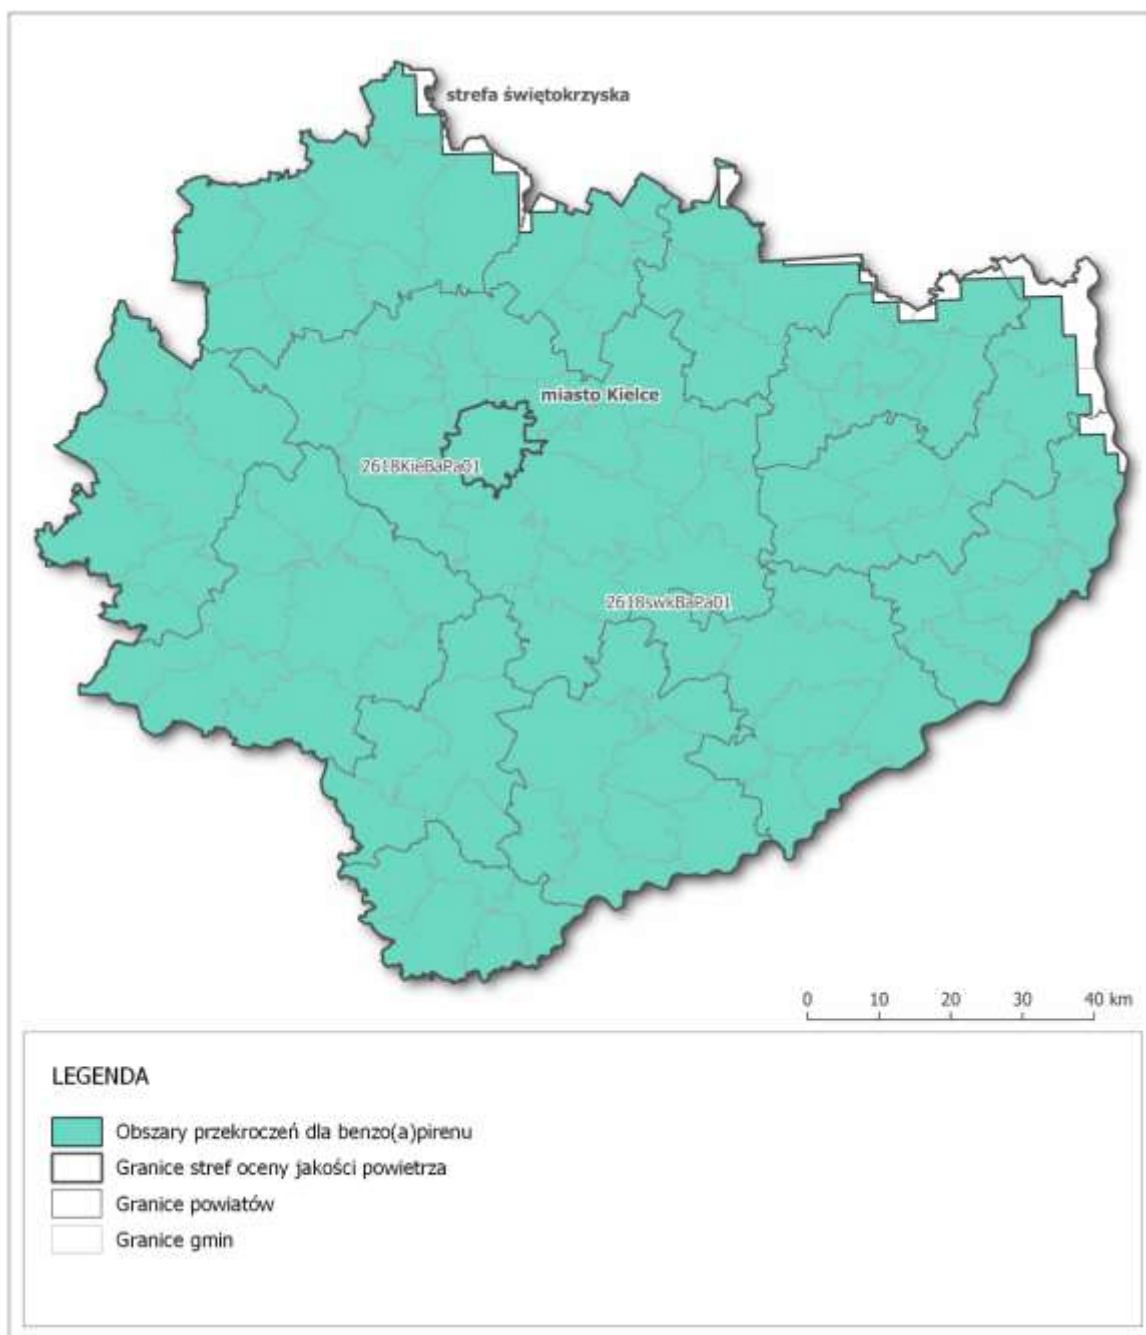 strefa świętokrzyska
miasto Kielce
2618KieBaPa01
2618swkBaPa01
0 10 20 30 40 km
LEGENDA
Obszary przekroczeń dla benzo(a)pirenu
Granice stref oceny jakości powietrza
Granice powiatów
Granice gmin